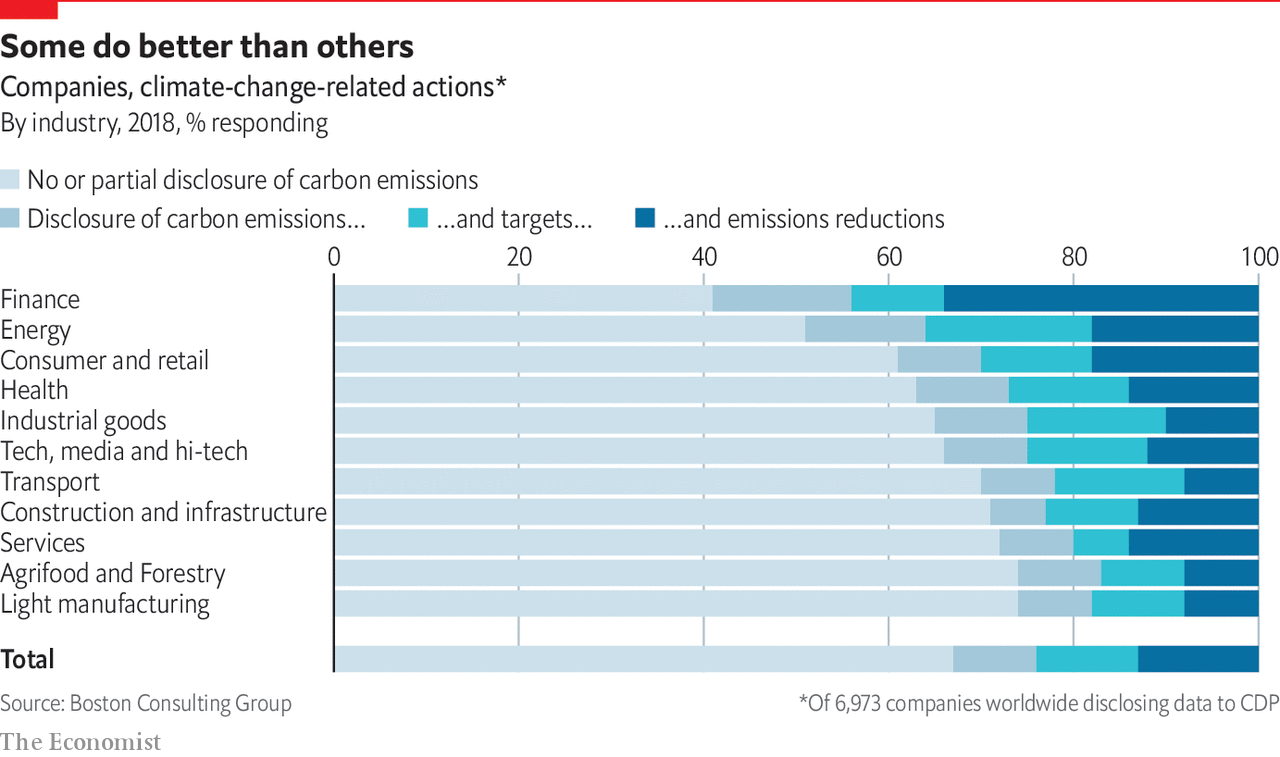 Some do better than others
Companies, climate-change-related actions*
By industry, 2018, % responding
No or partial disclosure of carbon emissions
Disclosure of carbon emissions... ...and targets... ...and emissions reductions
0 20 40 60 80 100
Finance
Energy
Consumer and retail
Health
Industrial goods
Tech, media and hi-tech
Transport
Construction and infrastructure
Services
Agrifood and Forestry
Light manufacturing
Total
Source: Boston Consulting Group *Of 6,973 companies worldwide disclosing data to CDP
The Economist